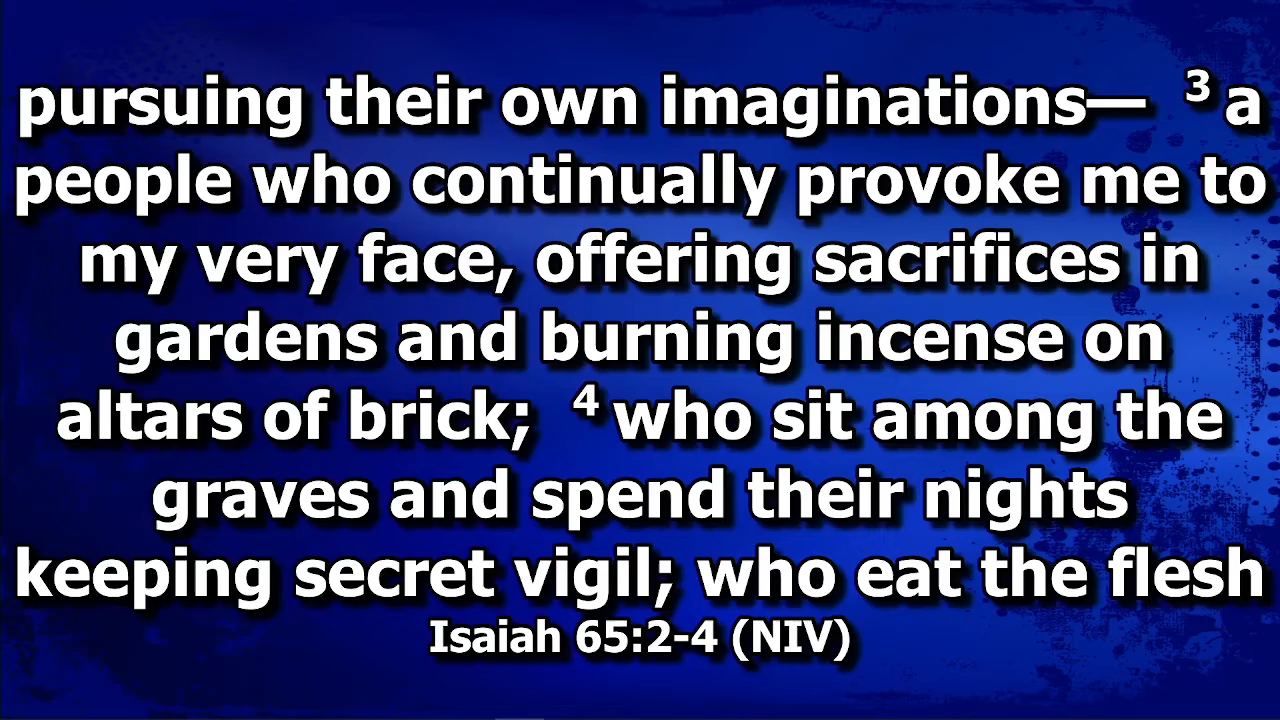 pursuing their own imaginations— ³ a
people who continually provoke me to
my very face, offering sacrifices in
gardens and burning incense on
altars of brick; ⁴ who sit among the
graves and spend their nights
keeping secret vigil; who eat the flesh
Isaiah 65:2-4 (NIV)